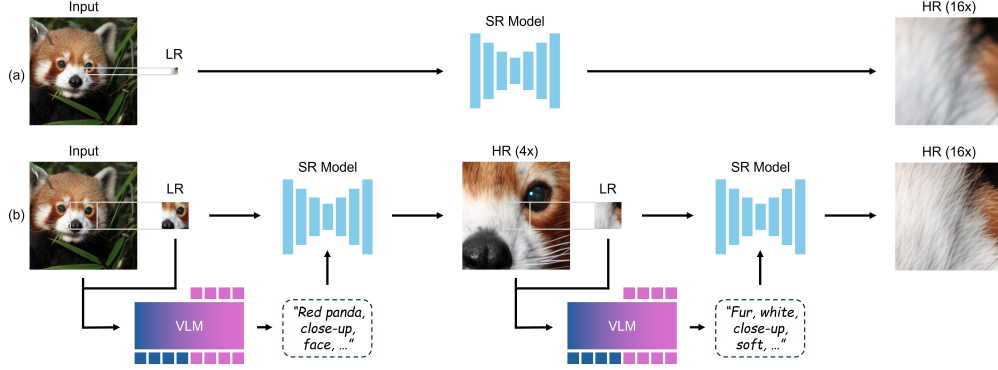 Input
LR
SR Model
HR (16x)
(a)
Input
LR
SR Model
HR (4x)
LR
SR Model
HR (16x)
(b)
VLM
“Red panda,
close-up,
face, ...“
VLM
“Fur, white,
close-up,
soft, ...“